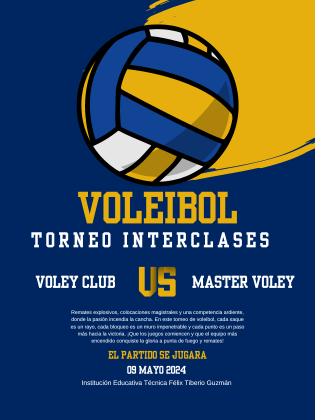 VOLEIBOL
TORNEO INTERCLASES
VOLEY CLUB US MASTER VOLEY
Remates explosivos, colocaciones magistrales y una competencia ardiente,
donde la pasión incendia la cancha. En este torneo de voleibol, cada saque
es un rayo, cada bloqueo es un muro impenetrable y cada punto es un paso
más hacia la victoria. ¡Que los juegos comiencen y que el equipo más
encendido conquiste la gloria a punta de fuego y remates!
EL PARTIDO SE JUGARA
09 MAYO 2024
Institución Educativa Técnica Félix Tiberio Guzmán